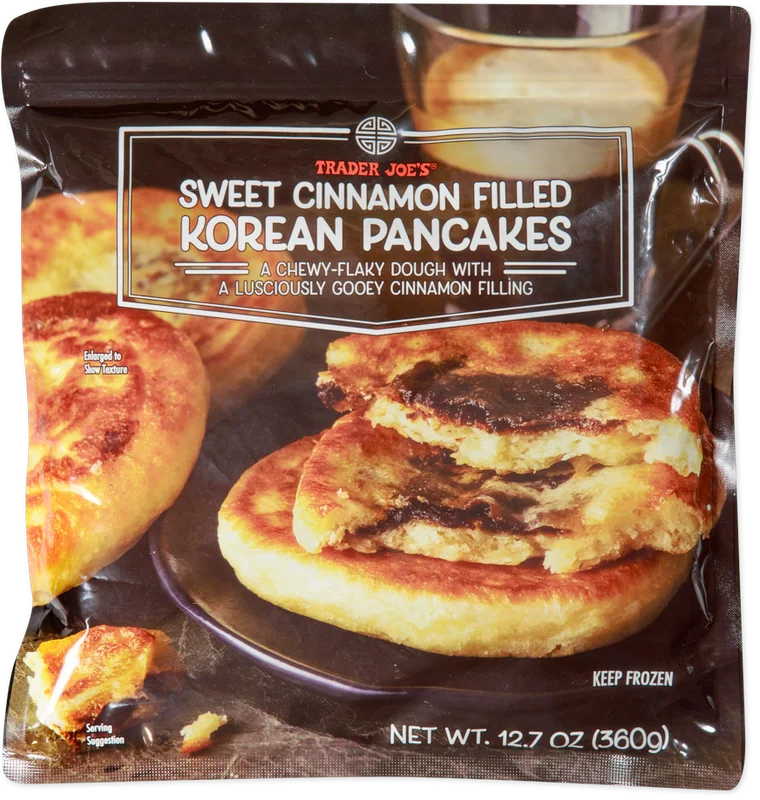 TRADER JOE'S®
SWEET CINNAMON FILLED
KOREAN PANCAKES
A CHEWY-FLAKY DOUGH WITH
A LUSCIOUSLY GOOEY CINNAMON FILLING
Enlarged to
Show Texture
KEEP FROZEN
Serving
Suggestion
NET WT. 12.7 OZ (360g)